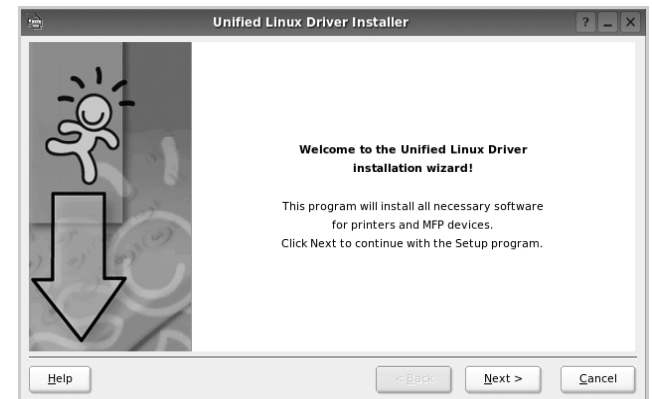 Unified Linux Driver Installer
?
Welcome to the Unified Linux Driver
installation wizard!
This program will install all necessary software
for printers and MFP devices.
Click Next to continue with the Setup program.
Help
< Back
Next >
Cancel